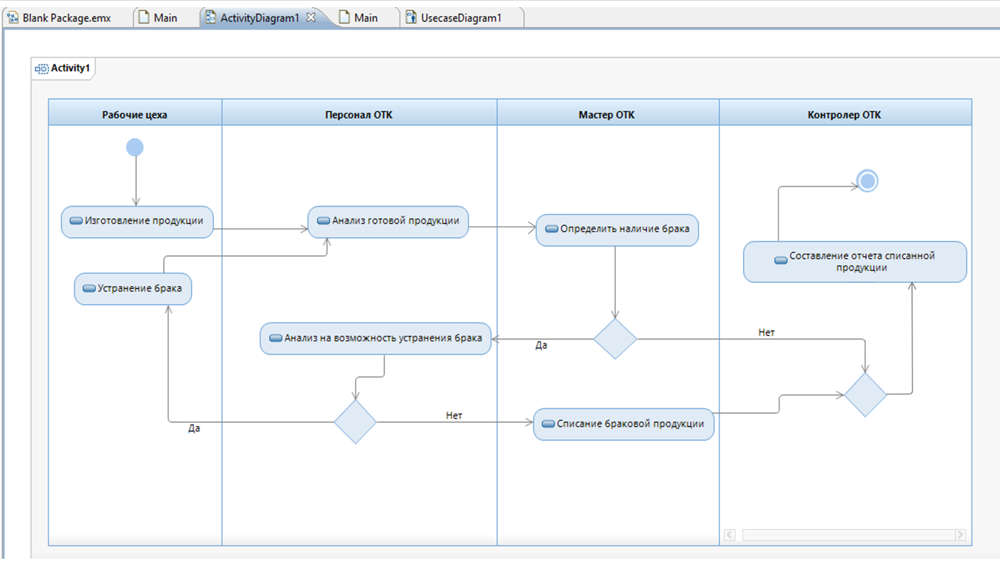 Blank Package.emx
Main
ActivityDiagram1
Main
UsecaseDiagram1
Activity1
Рабочие цеха
Персонал ОТК
Мастер ОТК
Контролер ОТК
Изготовление продукции
Анализ готовой продукции
Определить наличие брака
Составление отчета списанной
продукции
Устранение брака
Анализ на возможность устранения брака
Да
Нет
Да
Нет
Списание браковой продукции